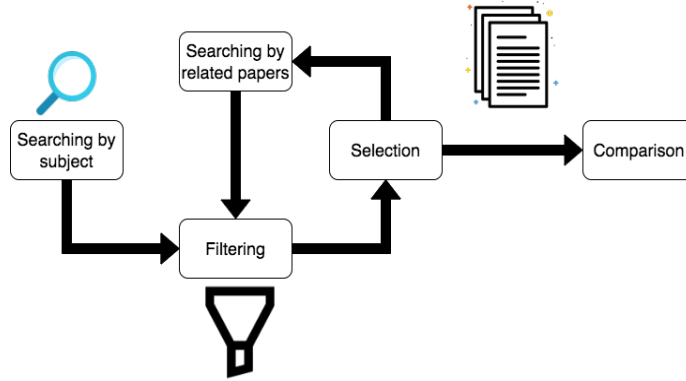 Searching by
related papers
Searching by
subject
Selection
Comparison
Filtering